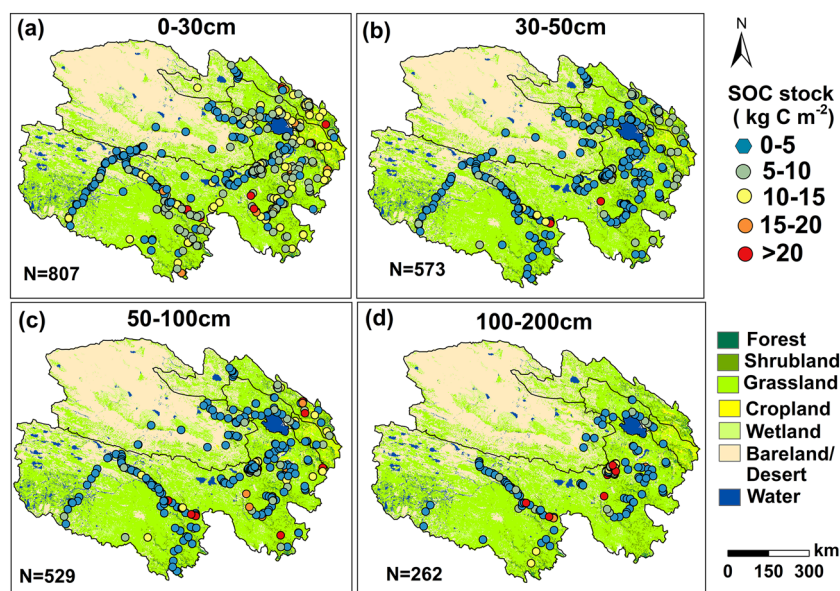 (a)
0-30cm
N=807
(b)
30-50cm
N=573
(c)
50-100cm
N=529
(d)
100-200cm
N=262
N
SOC stock
( kg C m⁻²)
0-5
5-10
10-15
15-20
>20
Forest
Shrubland
Grassland
Cropland
Wetland
Bareland/
Desert
Water
km
0 150 300